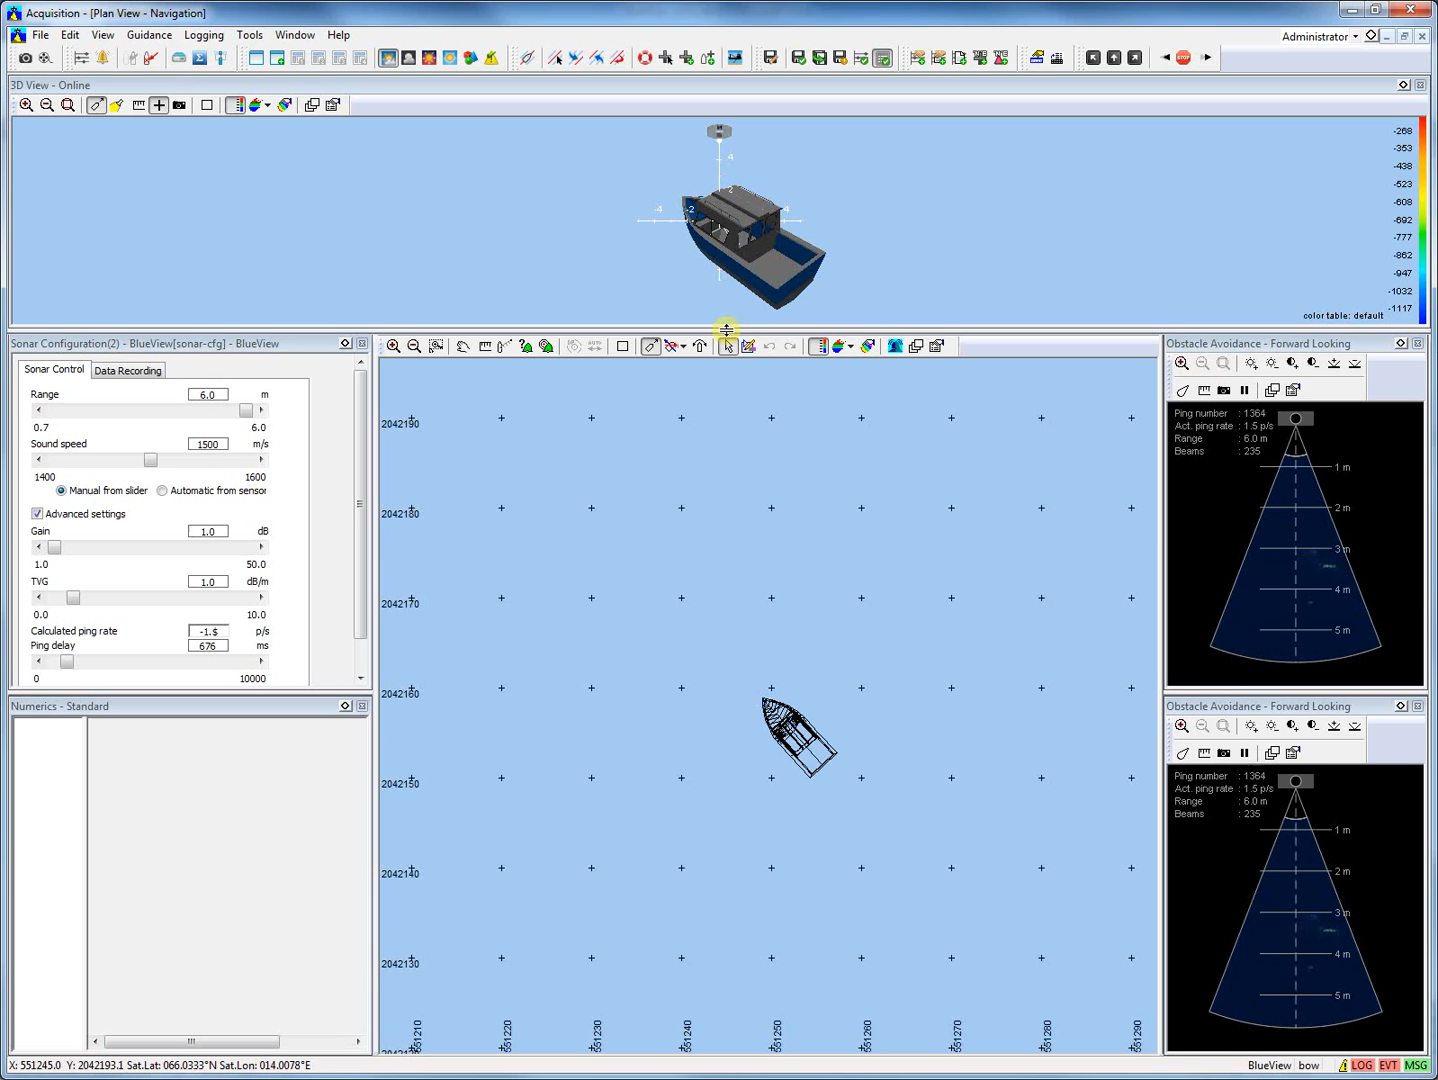 Acquisition - [Plan View - Navigation]
File Edit View Guidance Logging Tools Window Help
Administrator
3D View - Online
-268
-353
-438
-523
-608
-692
-777
-862
-947
-1032
-1117
color table: default
4
-2
-4
-2
-4
Sonar Configuration(2) - BlueView[sonar-cfg] - BlueView
Sonar Control
Data Recording
Range 6.0 m
0.7 6.0
Sound speed 1500 m/s
1400 1600
Manual from slider Automatic from sensor
Advanced settings
Gain 1.0 dB
1.0 50.0
TVG 1.0 dB/m
0.0 10.0
Calculated ping rate -1.$ p/s
Ping delay 676 ms
0 10000
Numerics - Standard
2042190
2042180
2042170
2042160
2042150
2042140
2042130
551210
551220
551230
551240
551250
551260
551270
551280
551290
Obstacle Avoidance - Forward Looking
Ping number : 1364
Act. ping rate : 1.5 p/s
Range : 6.0 m
Beams : 235
1 m
2 m
3 m
4 m
5 m
Obstacle Avoidance - Forward Looking
Ping number : 1364
Act. ping rate : 1.5 p/s
Range : 6.0 m
Beams : 235
1 m
2 m
3 m
4 m
5 m
X: 551245.0 Y: 2042193.1 Sat.Lat: 066.0333°N Sat.Lon: 014.0078°E
BlueView bow LOG EVT MSG